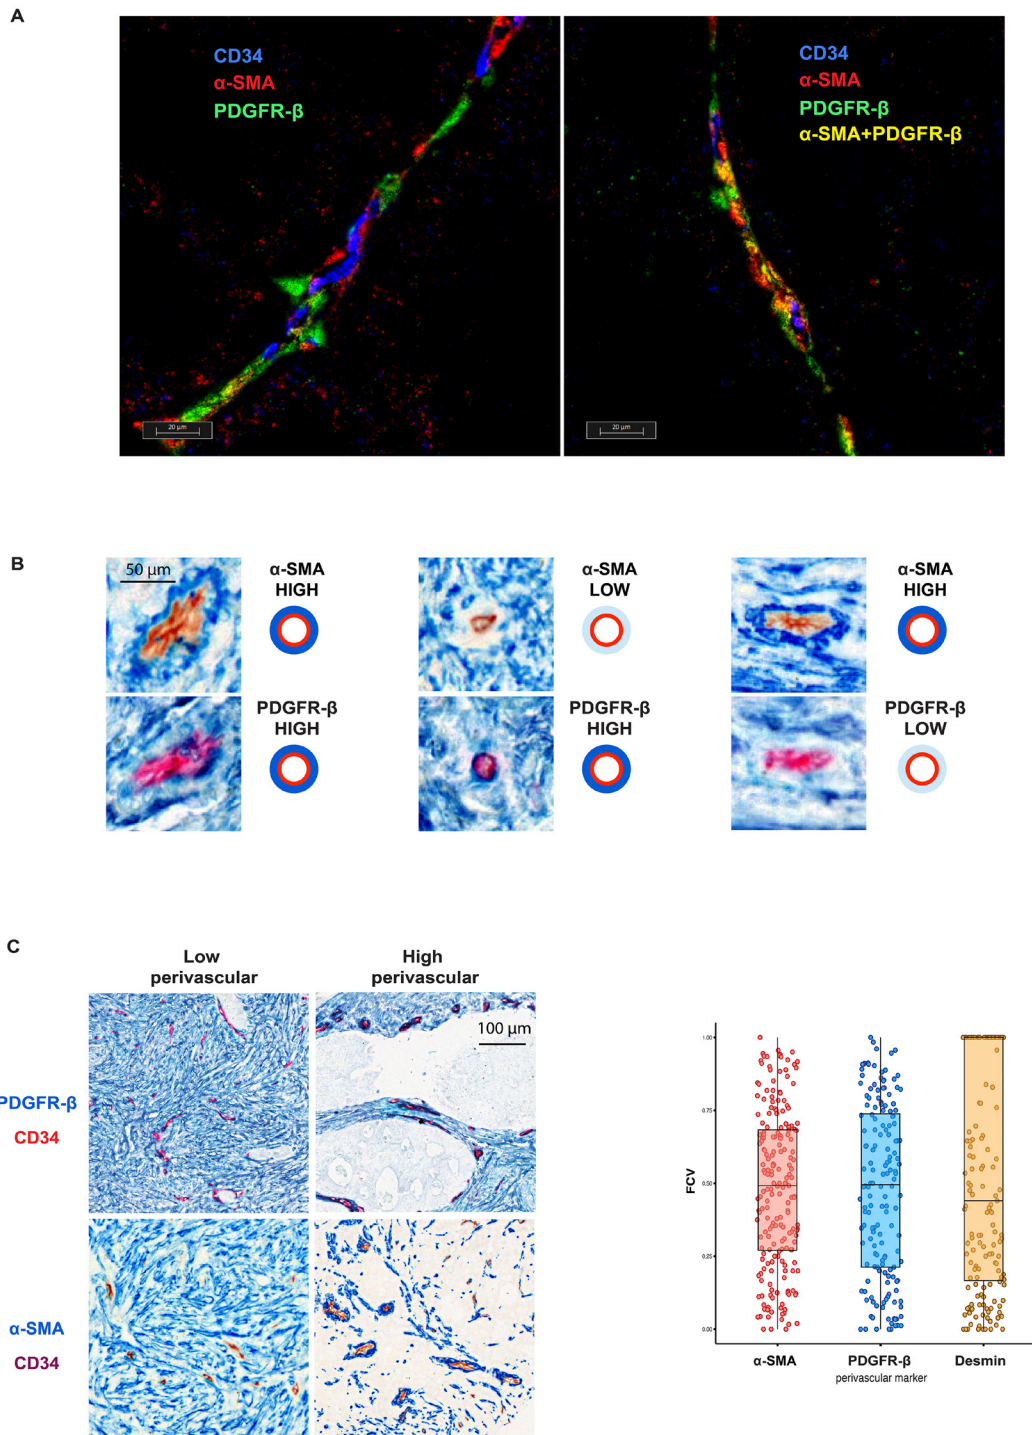 A
CD34
α-SMA
PDGFR-β
20 µm
CD34
α-SMA
PDGFR-β
α-SMA+PDGFR-β
20 µm
B
50 µm
α-SMA
HIGH
α-SMA
LOW
α-SMA
HIGH
PDGFR-β
HIGH
PDGFR-β
HIGH
PDGFR-β
LOW
C
Low
perivascular
High
perivascular
100 µm
PDGFR-β
CD34
α-SMA
CD34
FCV
1.00
0.75
0.50
0.25
0.00
α-SMA
PDGFR-β
Desmin
perivascular marker